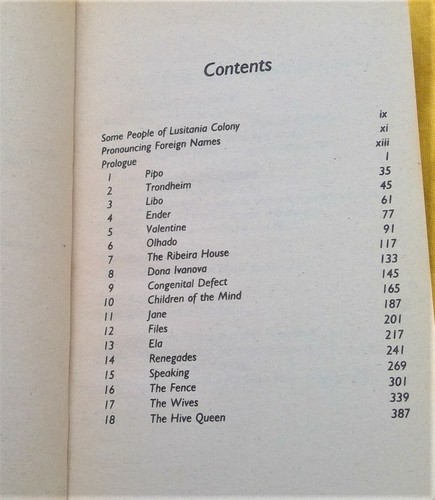 Contents
Some People of Lusitania Colony ix
Pronouncing Foreign Names xi
Prologue xiii
1 Pipo 1
2 Trondheim 35
3 Libo 45
4 Ender 61
5 Valentine 77
6 Olhado 91
7 The Ribeira House 117
8 Dona Ivanova 133
9 Congenital Defect 145
10 Children of the Mind 165
11 Jane 187
12 Files 201
13 Ela 217
14 Renegades 241
15 Speaking 269
16 The Fence 301
17 The Wives 339
18 The Hive Queen 387